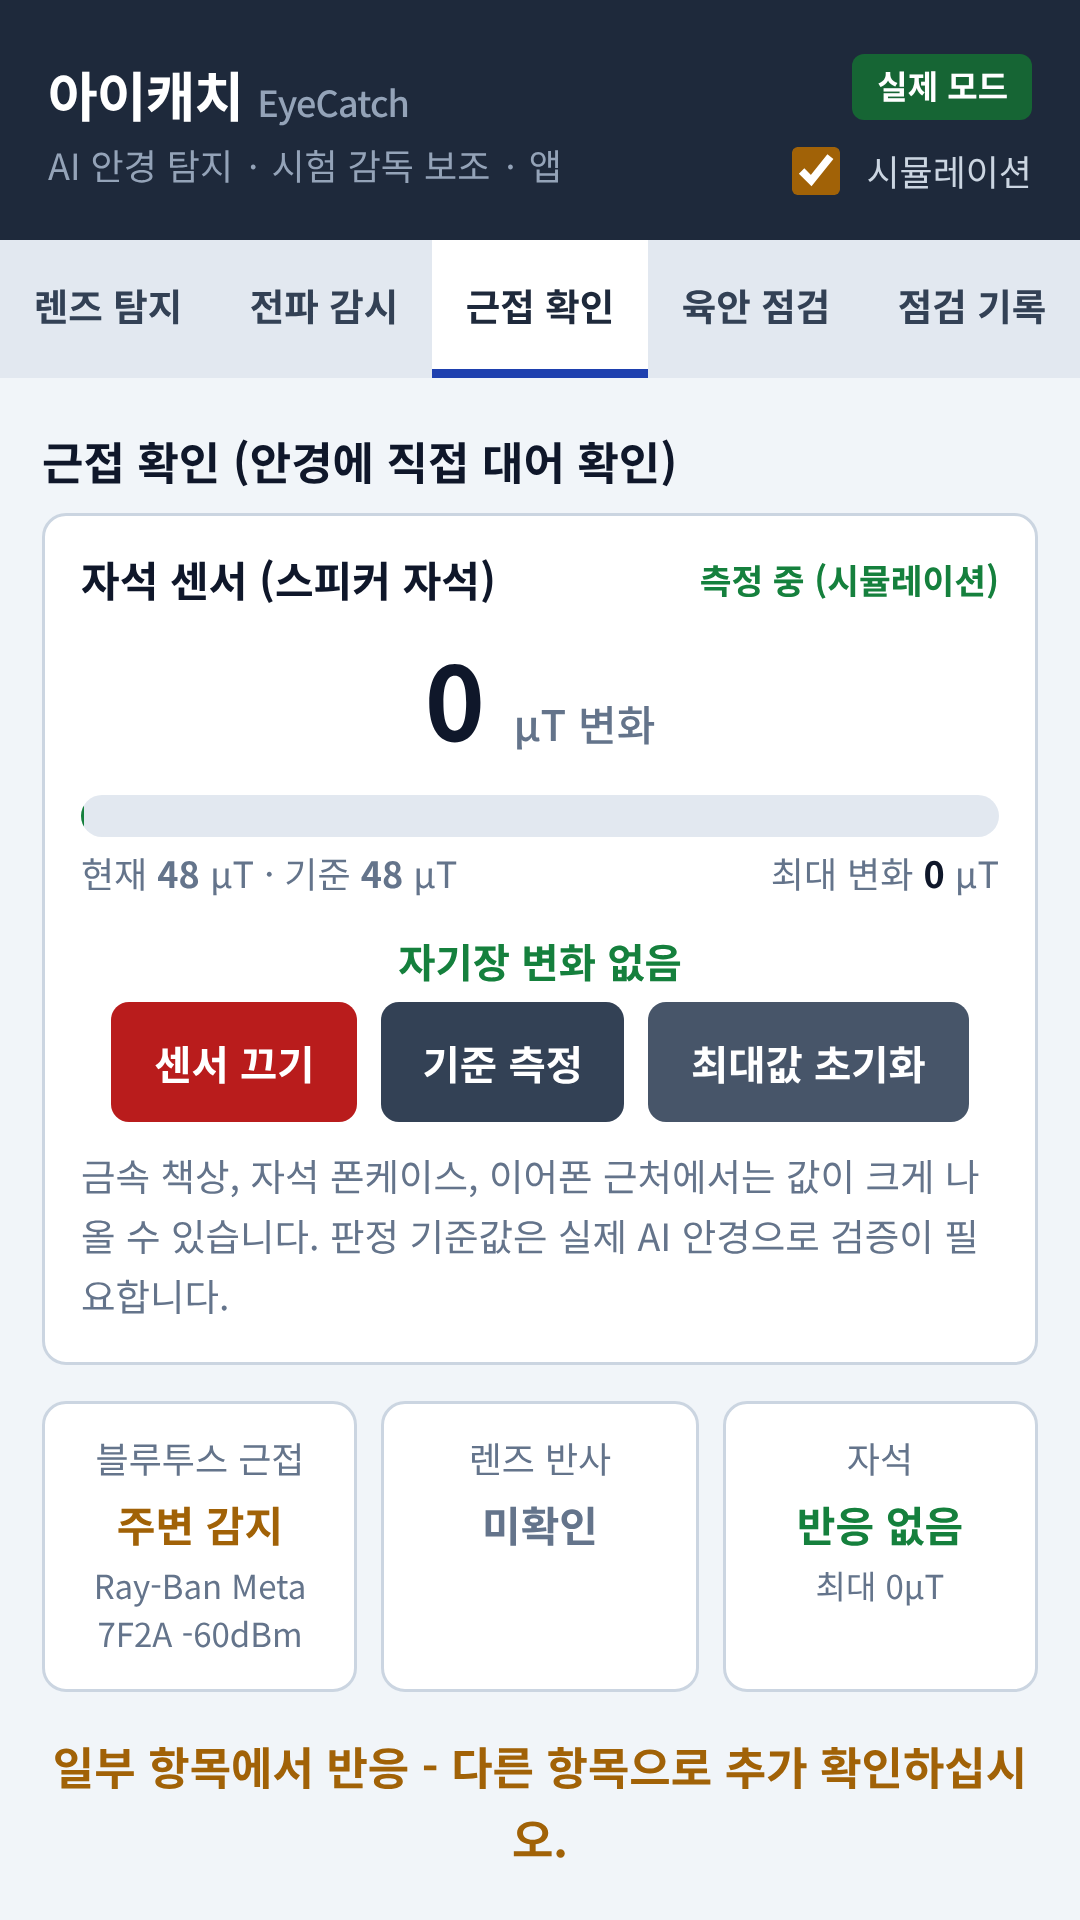 아이캐치 EyeCatch
실제 모드
AI 안경 탐지 · 시험 감독 보조 · 앱
시뮬레이션
렌즈 탐지
전파 감시
근접 확인
육안 점검
점검 기록
근접 확인 (안경에 직접 대어 확인)
자석 센서 (스피커 자석)
측정 중 (시뮬레이션)
0 μT 변화
현재 48 μT · 기준 48 μT
최대 변화 0 μT
자기장 변화 없음
센서 끄기
기준 측정
최대값 초기화
금속 책상, 자석 폰케이스, 이어폰 근처에서는 값이 크게 나
올 수 있습니다. 판정 기준값은 실제 AI 안경으로 검증이 필
요합니다.
블루투스 근접
주변 감지
Ray-Ban Meta
7F2A -60dBm
렌즈 반사
미확인
자석
반응 없음
최대 0μT
일부 항목에서 반응 - 다른 항목으로 추가 확인하십시
오.